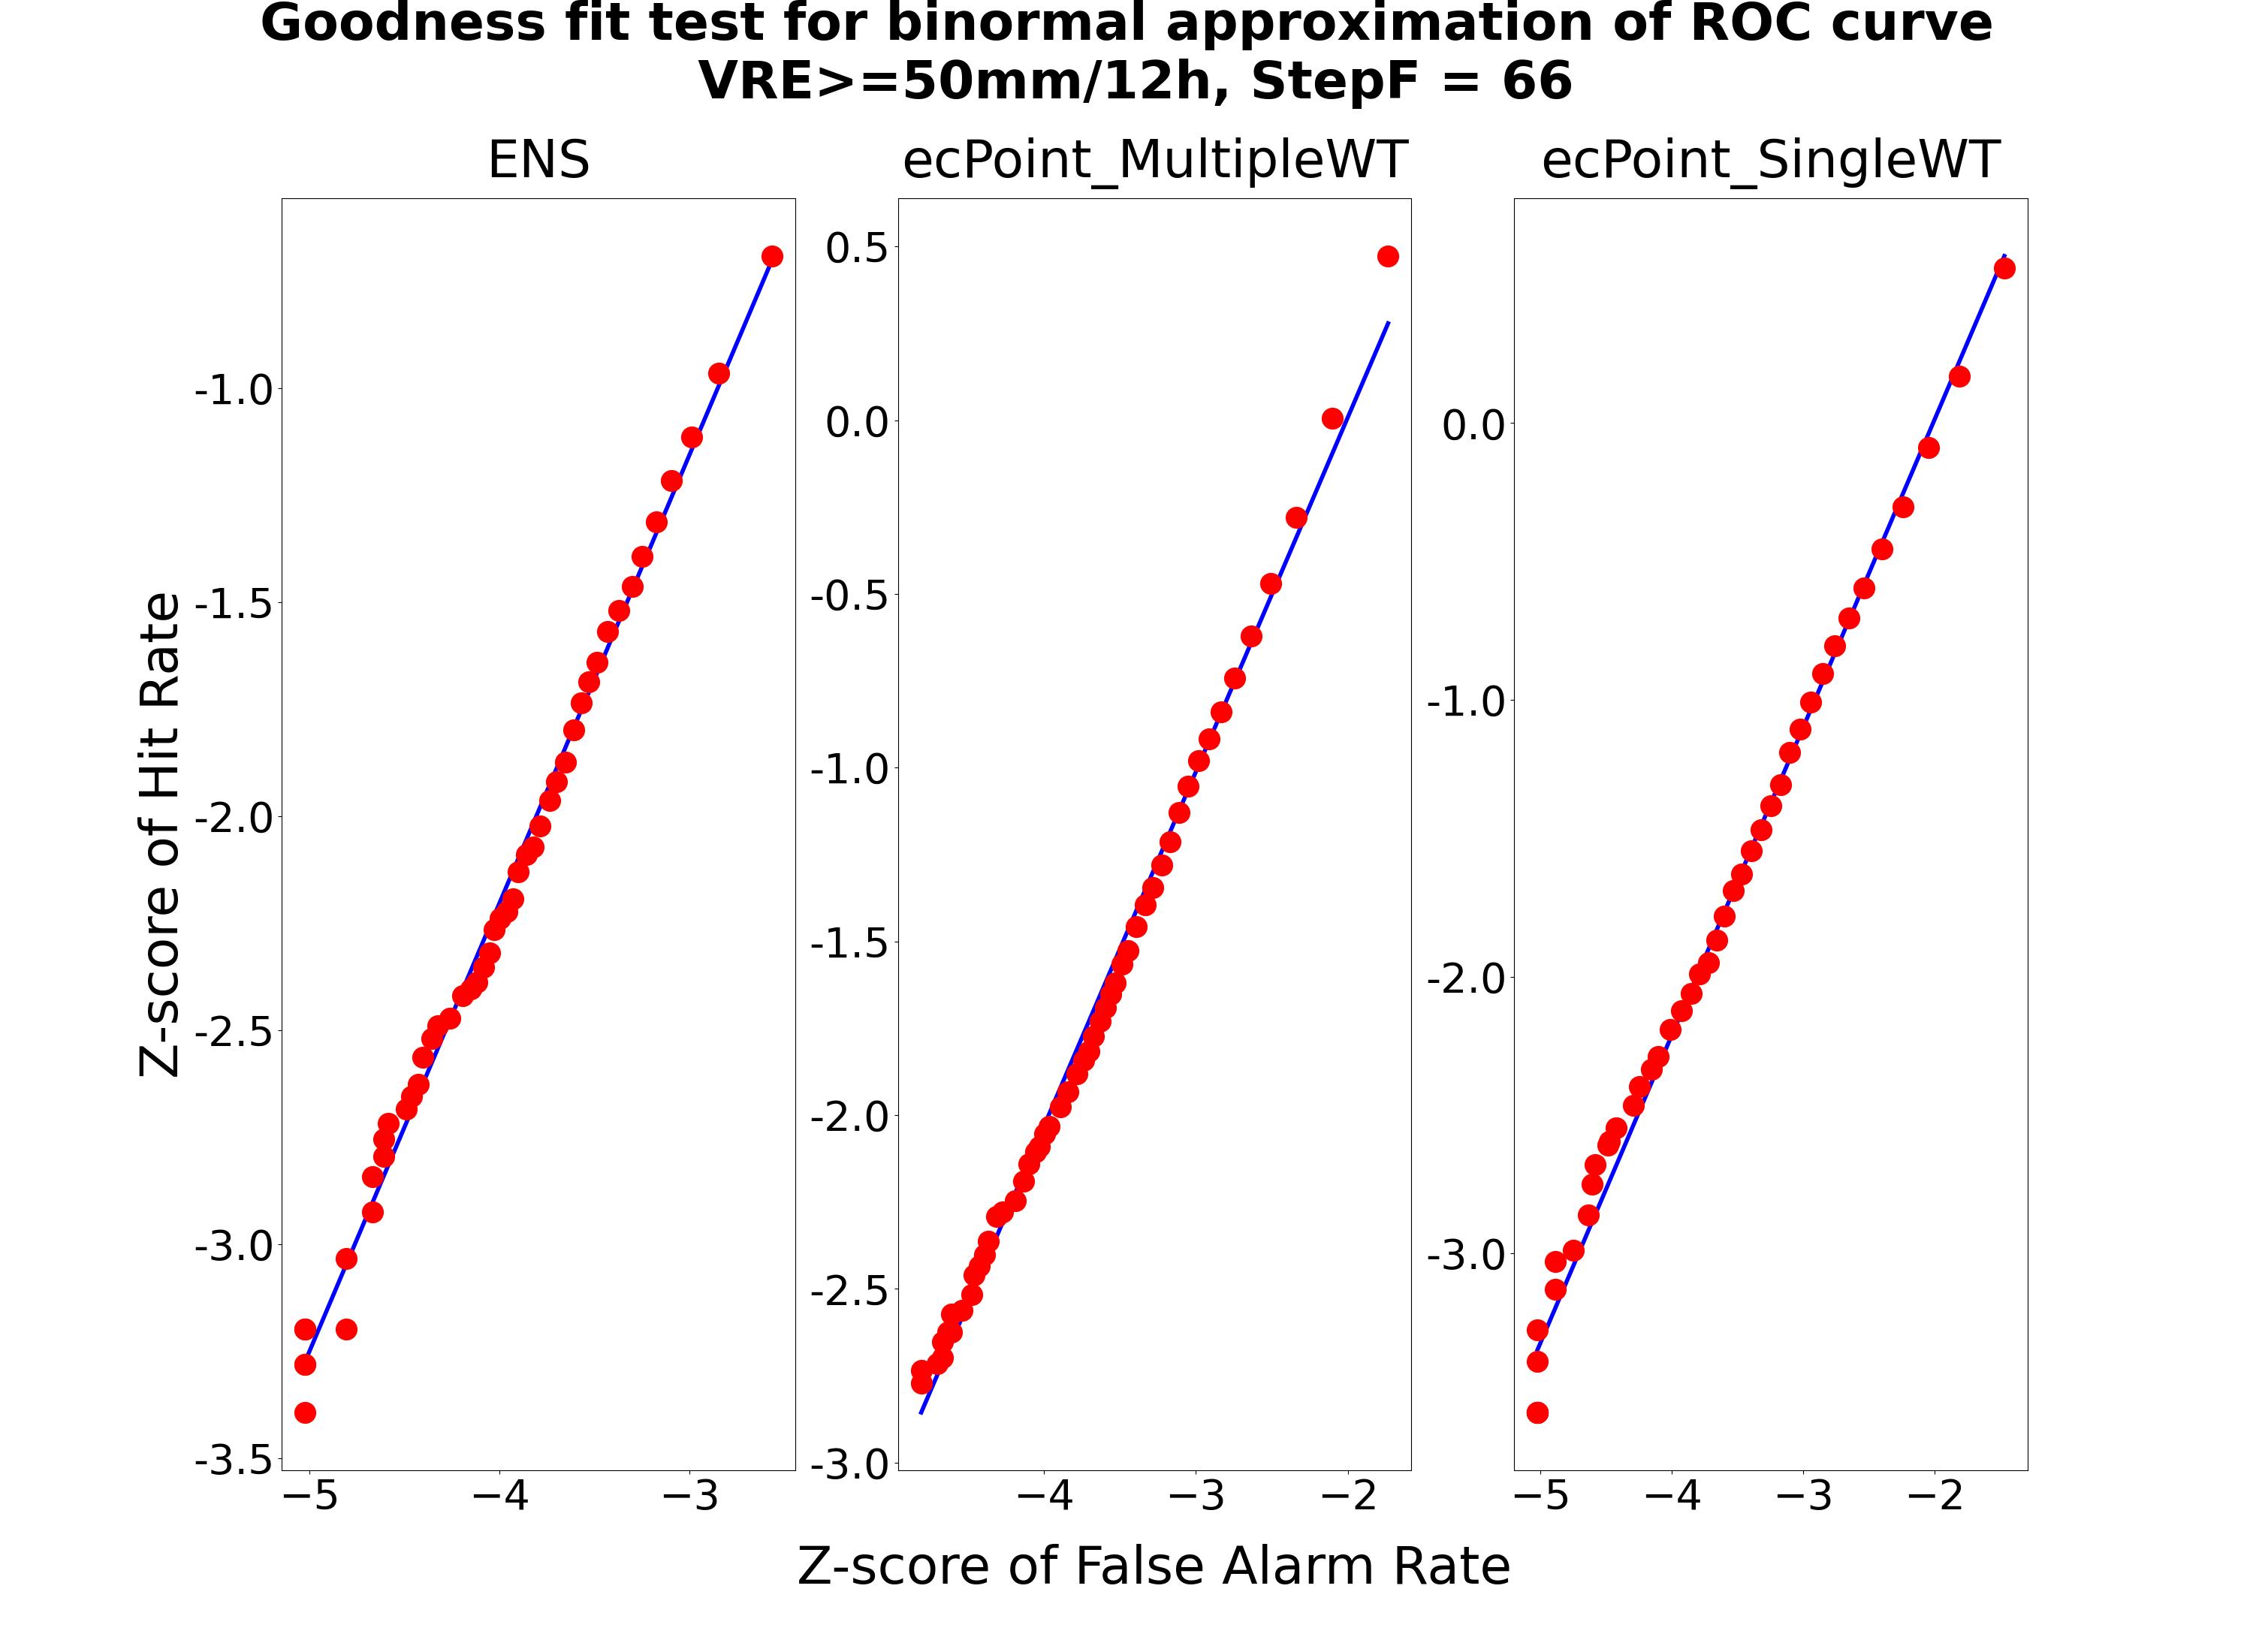 Goodness fit test for binormal approximation of ROC curve
VRE>=50mm/12h, StepF = 66
ENS
ecPoint_MultipleWT
ecPoint_SingleWT
Z-score of Hit Rate
-1.0
-1.5
-2.0
-2.5
-3.0
-3.5
0.5
0.0
-0.5
-1.0
-1.5
-2.0
-2.5
-3.0
0.0
-1.0
-2.0
-3.0
−5 −4 −3
−4 −3 −2
−5 −4 −3 −2
Z-score of False Alarm Rate